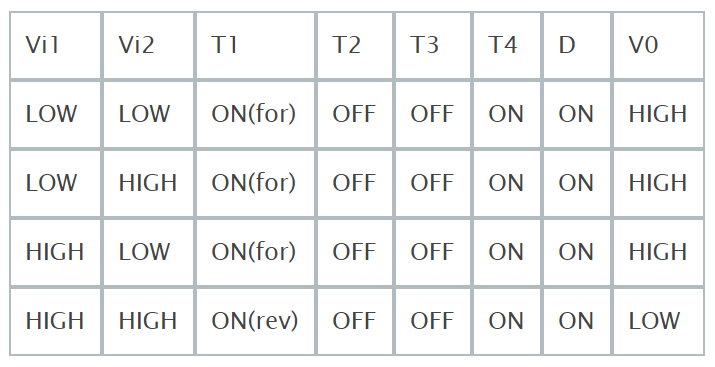 Vi1 Vi2 T1 T2 T3 T4 D V0
LOW LOW ON(for) OFF OFF ON ON HIGH
LOW HIGH ON(for) OFF OFF ON ON HIGH
HIGH LOW ON(for) OFF OFF ON ON HIGH
HIGH HIGH ON(rev) OFF OFF ON ON LOW